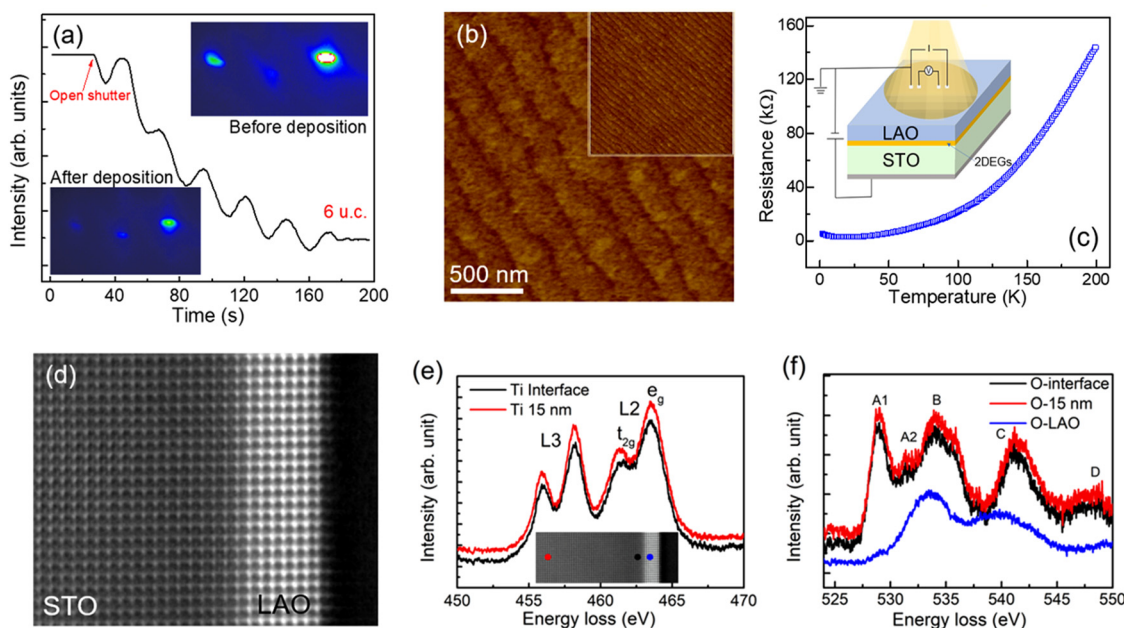 (a)
Open shutter
Before deposition
After deposition
6 u.c.
Intensity (arb. units)
0 40 80 120 160 200
Time (s)
(b)
500 nm
(c)
I
V
LAO
STO
2DEGs
Resistance (kΩ)
160
120
80
40
0
0 50 100 150 200
Temperature (K)
(d)
STO
LAO
(e)
Ti Interface
Ti 15 nm
L3
L2
t2g
eg
Intensity (arb. unit)
450 455 460 465 470
Energy loss (eV)
(f)
O-interface
O-15 nm
O-LAO
A1
A2
B
C
D
Intensity (arb. unit)
525 530 535 540 545 550
Energy loss (eV)